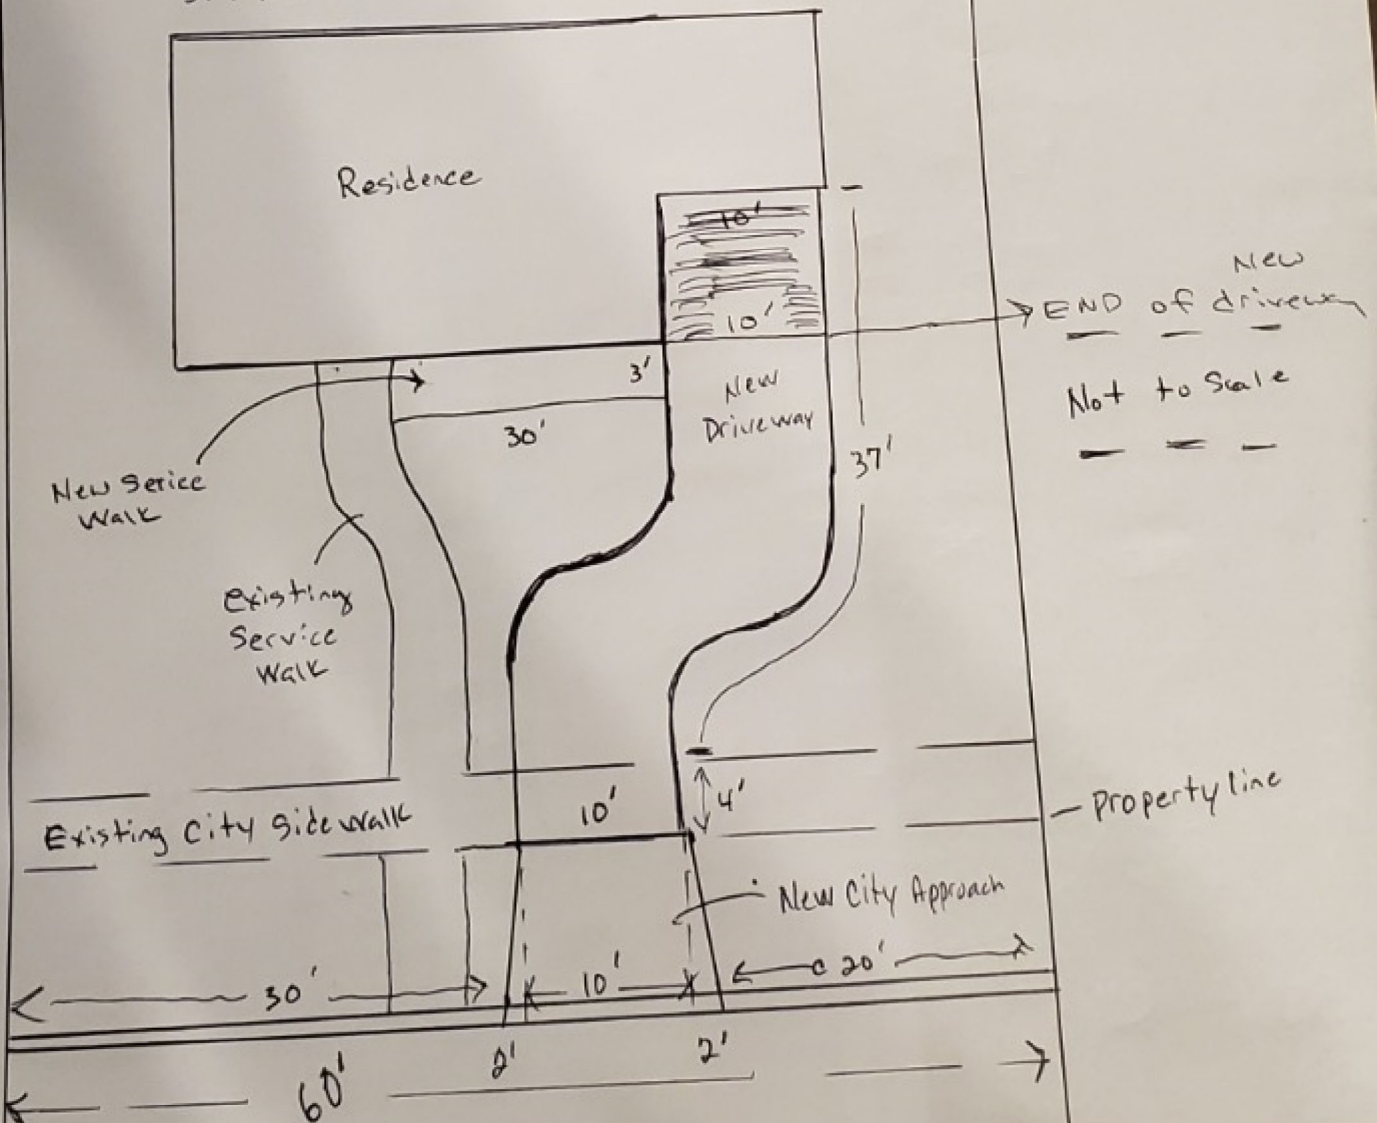 Residence
10'
10'
New
END of driveway
Not to Scale
3'
New
Driveway
30'
37'
New Serice
Walk
Existing
Service
Walk
10'
4'
Existing City Sidewalk
Property line
New City Approach
30'
10'
20'
2'
2'
60'